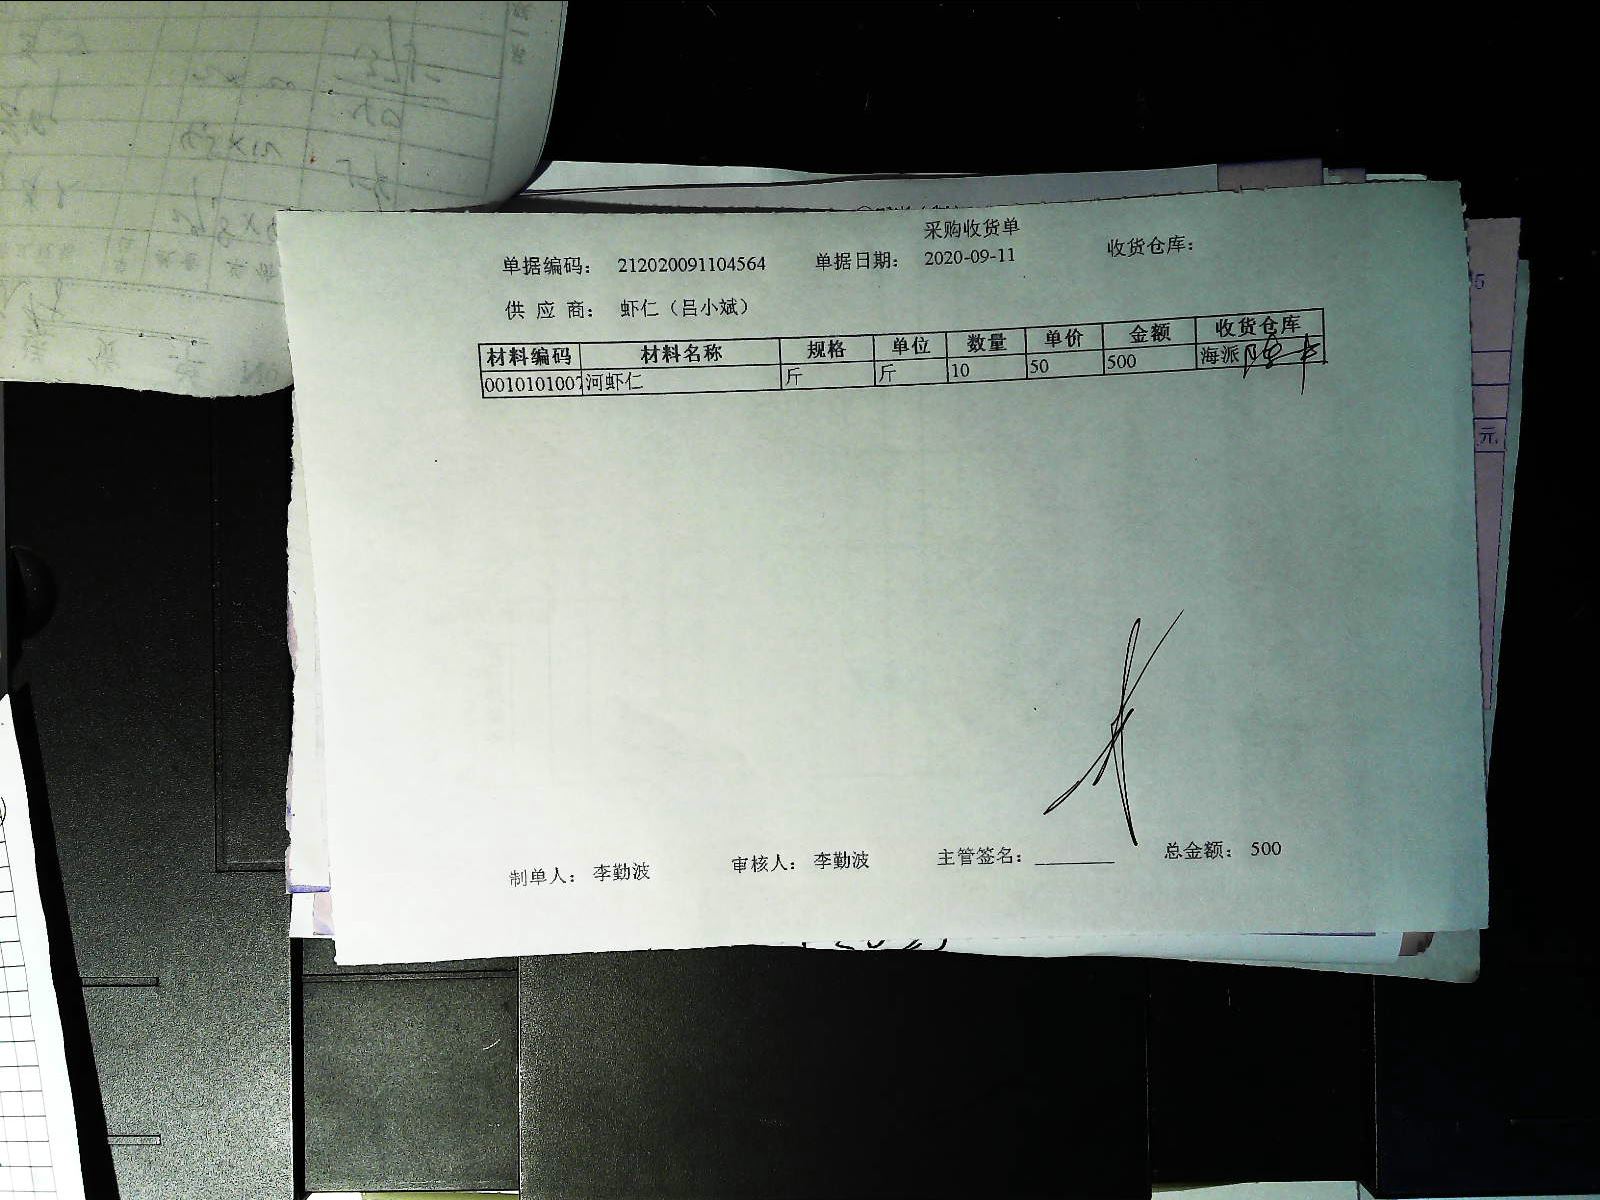 采购收货单
单据编码： 212020091104564 单据日期： 2020-09-11 收货仓库：
供 应 商： 虾仁（吕小斌）
材料编码 材料名称 规格 单位 数量 单价 金额 收货仓库
0010101007 河虾仁 斤 斤 10 50 500 海派
制单人： 李勤波 审核人： 李勤波 主管签名： 总金额： 500
元